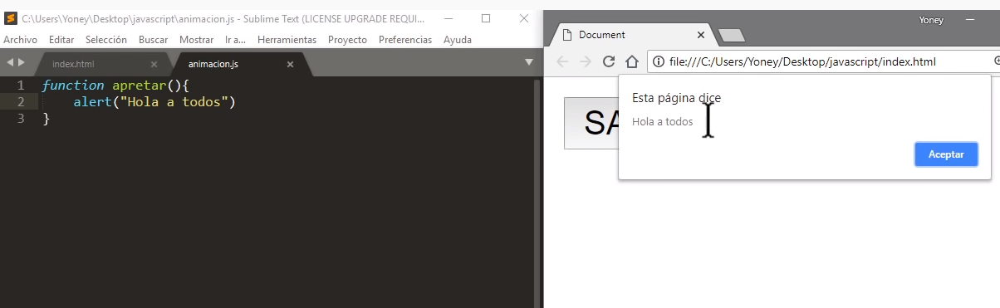 C:\Users\Yoney\Desktop\javascript\animacion.js - Sublime Text (LICENSE UPGRADE REQUI...
Archivo Editar Selección Buscar Mostrar Ir a... Herramientas Proyecto Preferencias Ayuda
index.html animacion.js
1 function apretar(){
2 alert("Hola a todos")
3 }
Yoney
Document
file:///C:/Users/Yoney/Desktop/javascript/index.html
Esta página dice
Hola a todos
Aceptar
SA